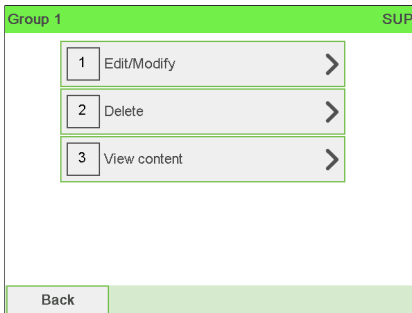 Group 1 SUP
1 Edit/Modify
2 Delete
3 View content
Back